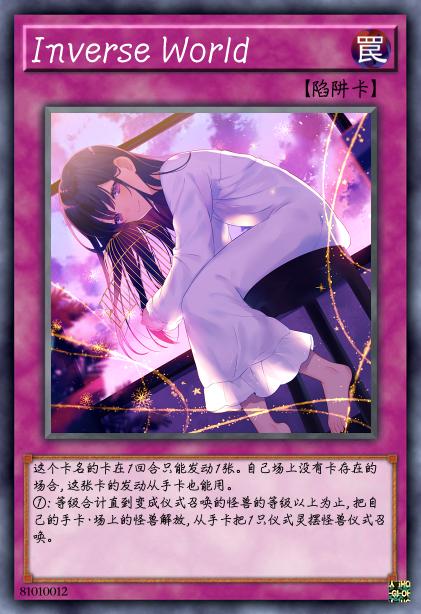 Inverse World
罠
【陷阱卡】
这个卡名的卡在1回合只能发动1张。自己场上没有卡存在的
场合，这张卡的发动从手卡也能用。
①：等级合计直到变成仪式召唤的怪兽的等级以上为止，把自
己的手卡·场上的怪兽解放，从手卡把1只仪式灵摆怪兽仪式召
唤。
81010012